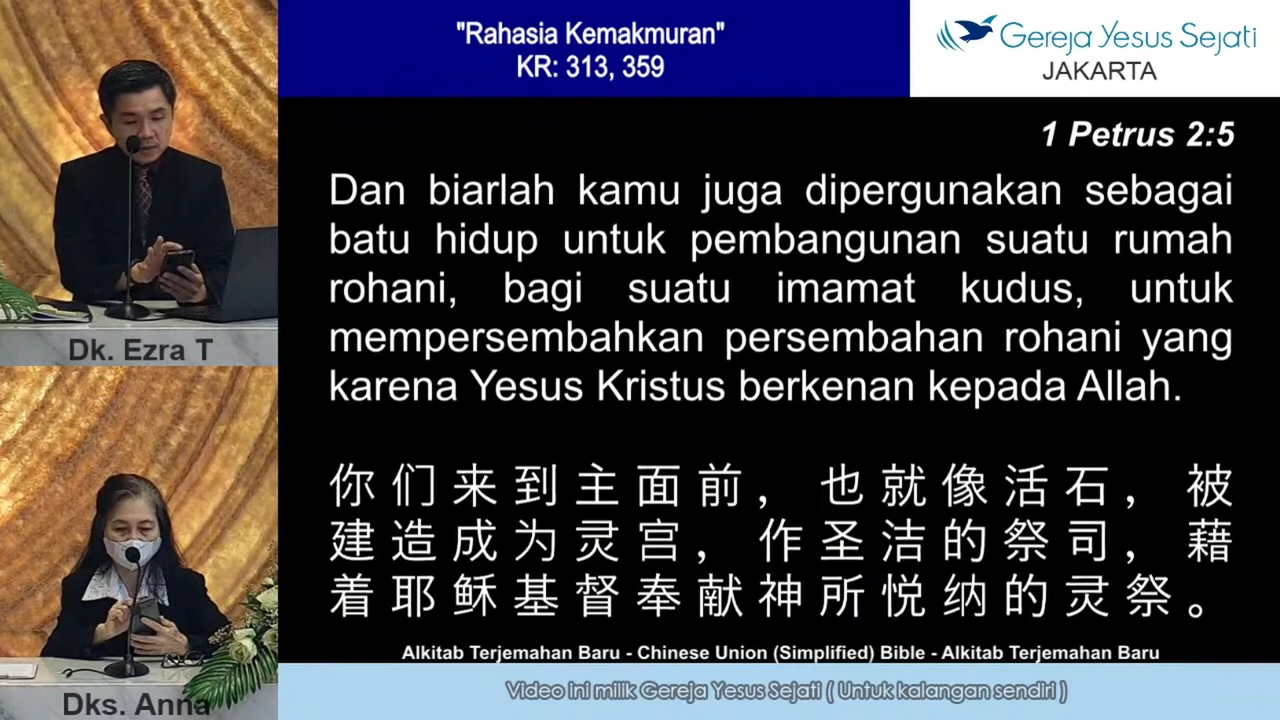 "Rahasia Kemakmuran"
KR: 313, 359
Gereja Yesus Sejati
JAKARTA
1 Petrus 2:5
Dan biarlah kamu juga dipergunakan sebagai
batu hidup untuk pembangunan suatu rumah
rohani, bagi suatu imamat kudus, untuk
mempersembahkan persembahan rohani yang
karena Yesus Kristus berkenan kepada Allah.
你们来到主面前，也就像活石，被
建造成为灵宫，作圣洁的祭司，藉
着耶稣基督奉献神所悦纳的灵祭。
Alkitab Terjemahan Baru - Chinese Union (Simplified) Bible - Alkitab Terjemahan Baru
Video ini milik Gereja Yesus Sejati ( Untuk kalangan sendiri )
Dk. Ezra T
Dks. Anna